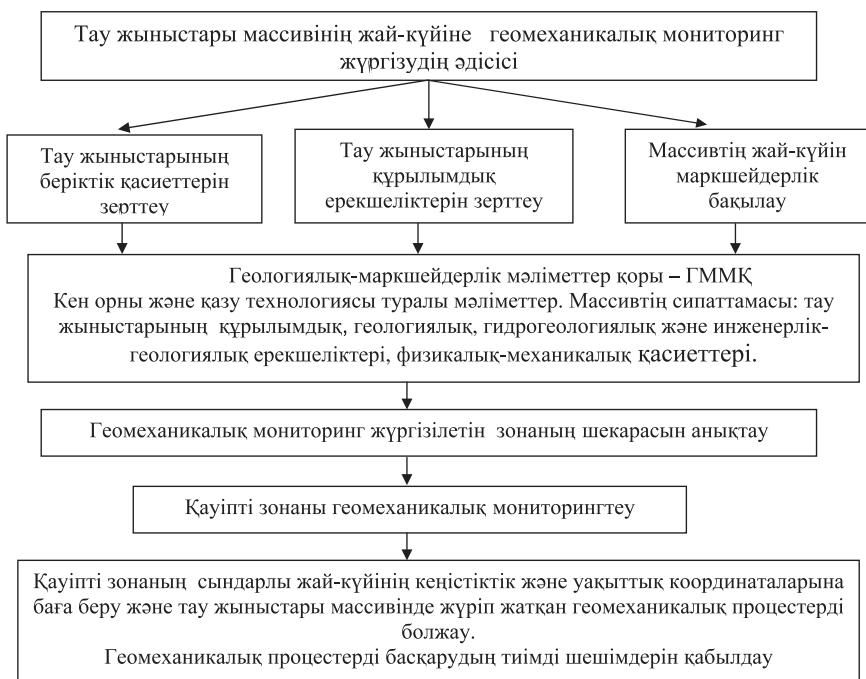 Тау жыныстары массивінің жай-күйіне геомеханикалық мониторинг
жүргізудің әдісісі
Тау жыныстарының
беріктік қасиеттерін
зерттеу
Тау жыныстарының
құрылымдық
ерекшеліктерін зерттеу
Массивтің жай-күйін
маркшейдерлік
бақылау
Геологиялық-маркшейдерлік мәліметтер қоры – ГММҚ
Кен орны және қазу технологиясы туралы мәліметтер. Массивтің сипаттамасы: тау
жыныстарының құрылымдық, геологиялық, гидрогеологиялық және инженерлік-
геологиялық ерекшеліктері, физикалық-механикалық қасиеттері.
Геомеханикалық мониторинг жүргізілетін зонаның шекарасын анықтау
Қауіпті зонаны геомеханикалық мониторингтеу
Қауіпті зонаның сындарлы жай-күйінің кеңістіктік және уақыттық координаталарына
баға беру және тау жыныстары массивінде жүріп жатқан геомеханикалық процестерді
болжау.
Геомеханикалық процестерді басқарудың тиімді шешімдерін қабылдау